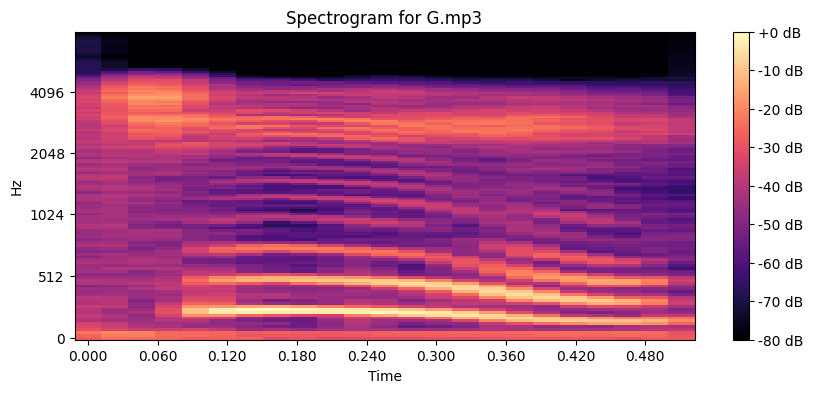 Spectrogram for G.mp3
Hz
4096
2048
1024
512
0
0.000 0.060 0.120 0.180 0.240 0.300 0.360 0.420 0.480
Time
+0 dB
-10 dB
-20 dB
-30 dB
-40 dB
-50 dB
-60 dB
-70 dB
-80 dB